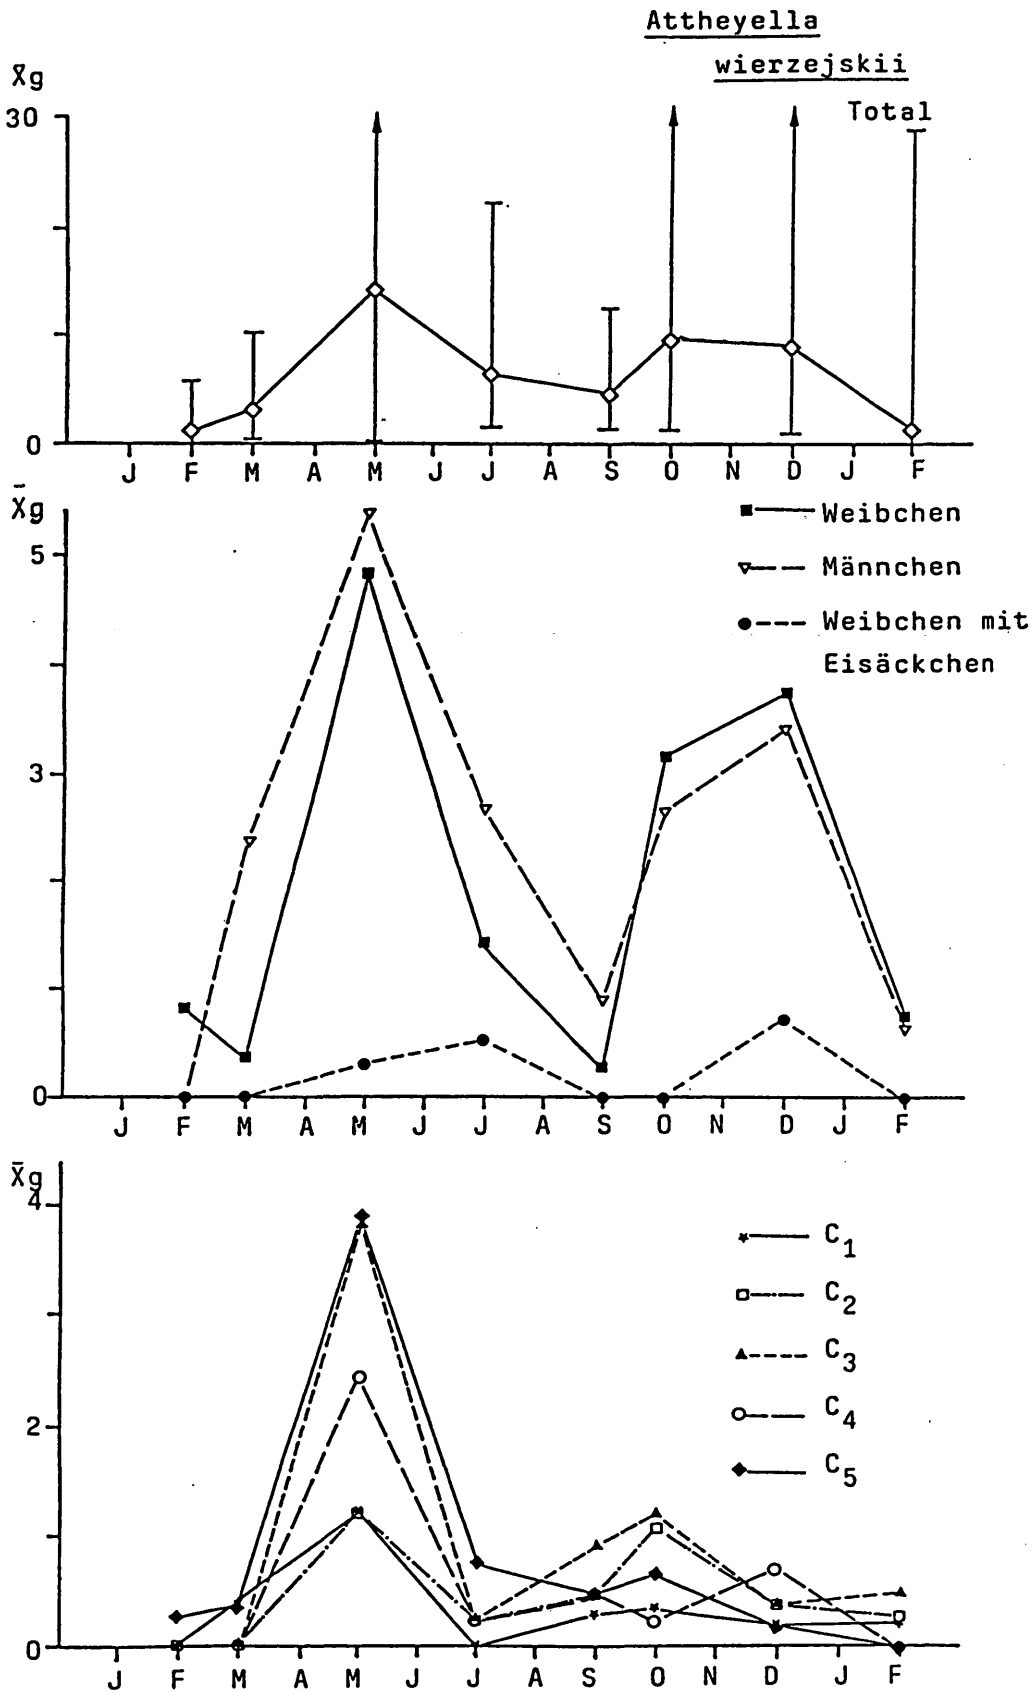 Attheyella
wierzejskii
Total
X̄g
30
0
J F M A M J J A S O N D J F
X̄g
5
3
0
Weibchen
Männchen
Weibchen mit
Eisäckchen
J F M A M J J A S O N D J F
X̄g
4
2
0
C1
C2
C3
C4
C5
J F M A M J J A S O N D J F